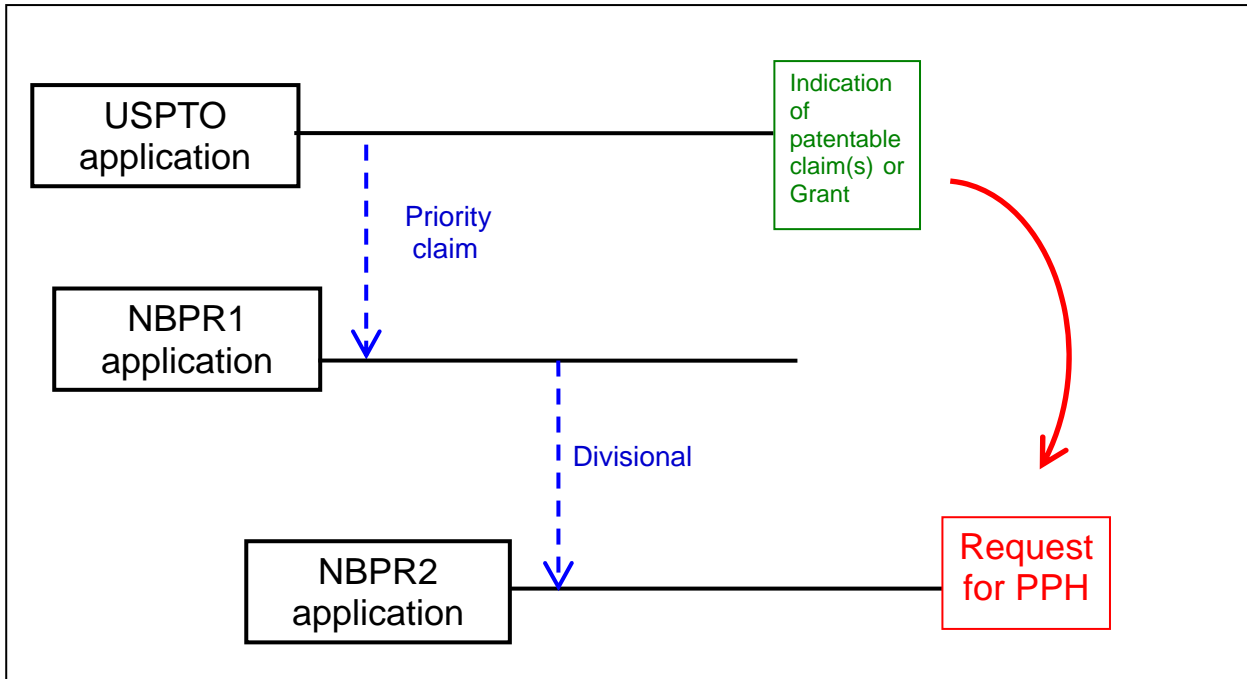 USPTO
application
Indication
of
patentable
claim(s) or
Grant
Priority
claim
NBPR1
application
Divisional
NBPR2
application
Request
for PPH